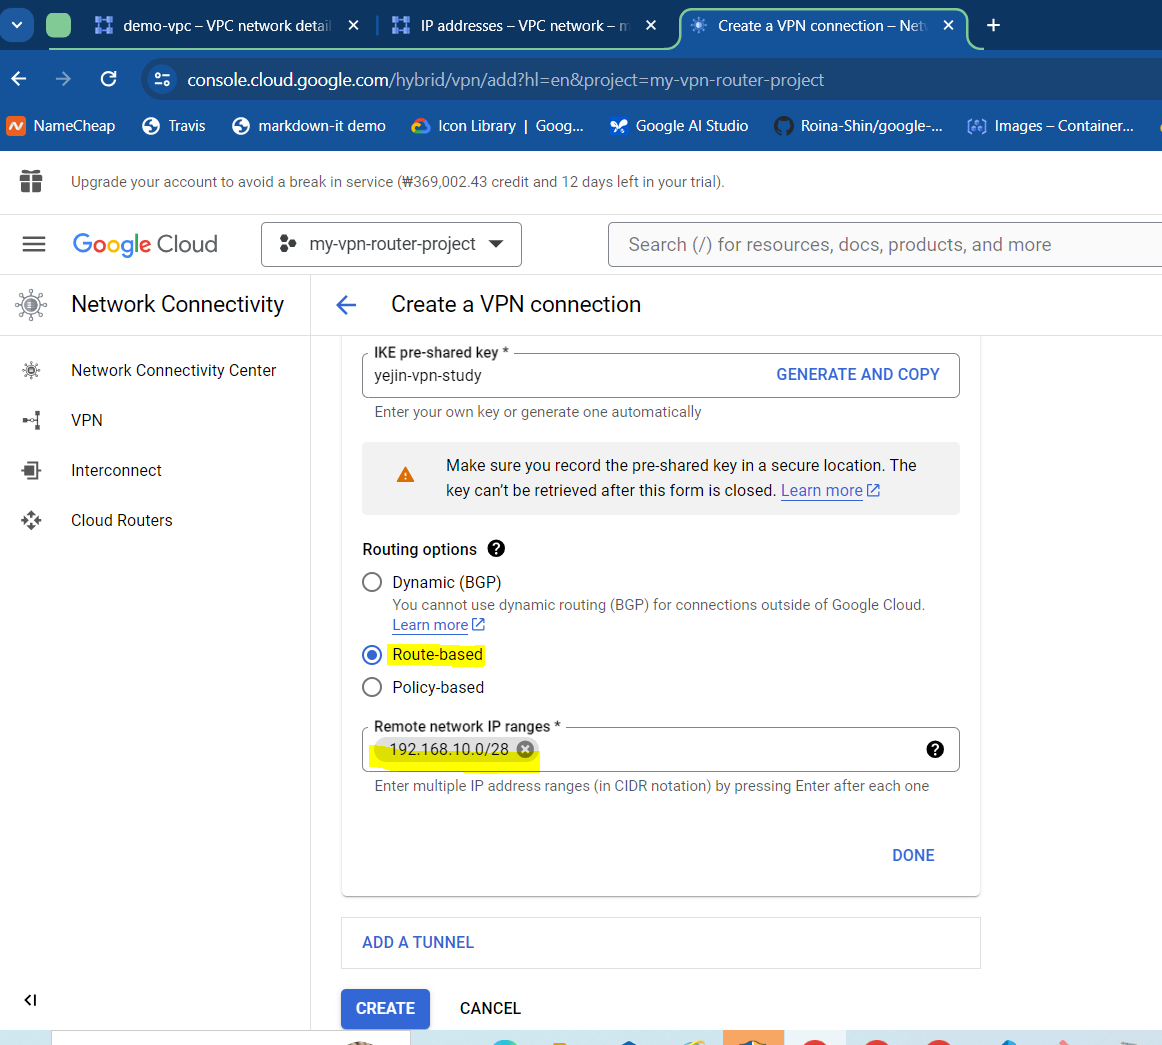 demo-vpc – VPC network detail
IP addresses – VPC network – m
Create a VPN connection – Net
console.cloud.google.com/hybrid/vpn/add?hl=en&project=my-vpn-router-project
NameCheap
Travis
markdown-it demo
Icon Library | Goog...
Google AI Studio
Roina-Shin/google-...
Images – Container...
Upgrade your account to avoid a break in service (₩369,002.43 credit and 12 days left in your trial).
Google Cloud
my-vpn-router-project
Search (/) for resources, docs, products, and more
Network Connectivity
Create a VPN connection
Network Connectivity Center
VPN
Interconnect
Cloud Routers
IKE pre-shared key *
yejin-vpn-study
GENERATE AND COPY
Enter your own key or generate one automatically
Make sure you record the pre-shared key in a secure location. The
key can't be retrieved after this form is closed. Learn more
Routing options
Dynamic (BGP)
You cannot use dynamic routing (BGP) for connections outside of Google Cloud.
Learn more
Route-based
Policy-based
Remote network IP ranges *
192.168.10.0/28
Enter multiple IP address ranges (in CIDR notation) by pressing Enter after each one
DONE
ADD A TUNNEL
CREATE
CANCEL